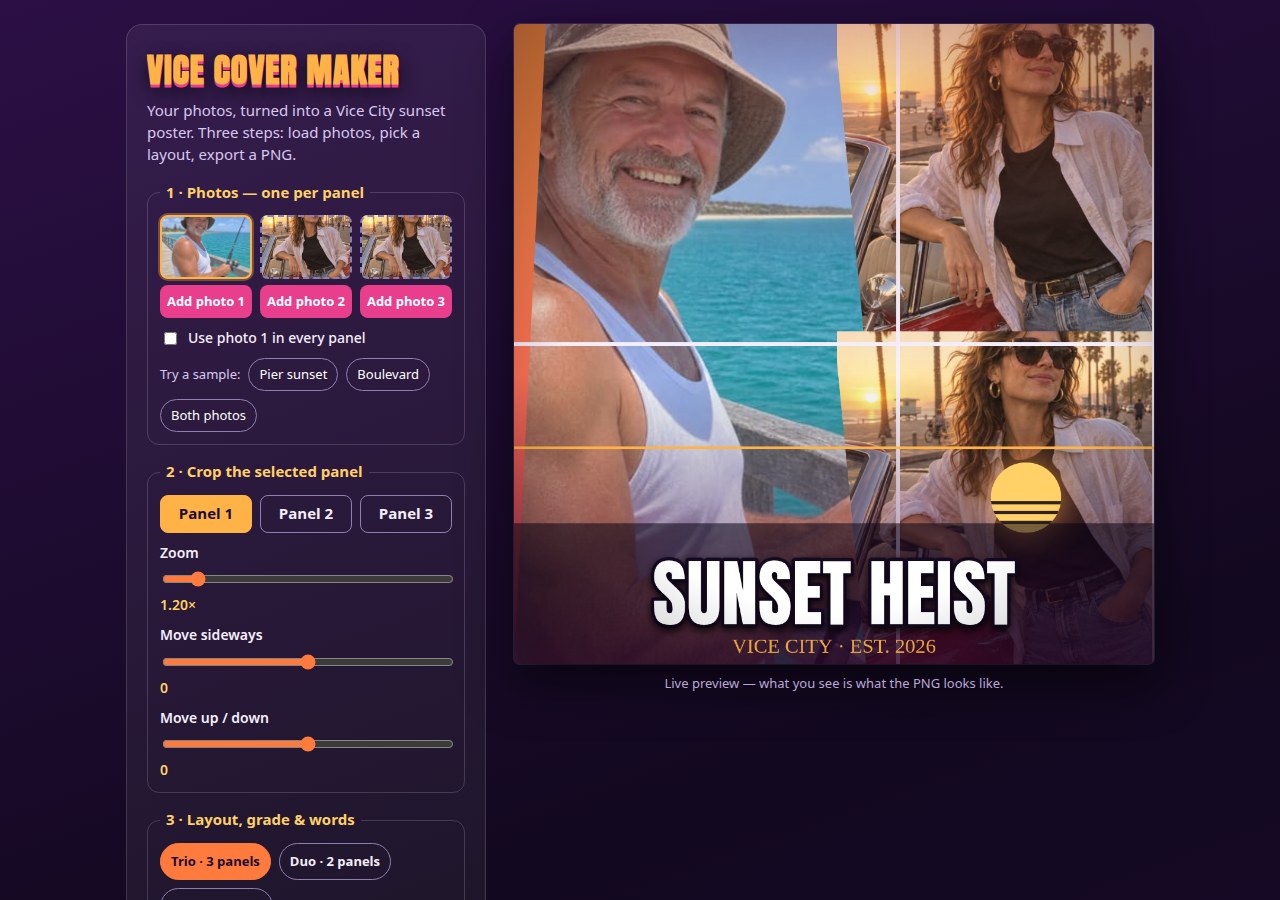 VICE COVER MAKER
Your photos, turned into a Vice City sunset
poster. Three steps: load photos, pick a
layout, export a PNG.
1 · Photos — one per panel
Add photo 1
Add photo 2
Add photo 3
Use photo 1 in every panel
Try a sample:
Pier sunset
Boulevard
Both photos
2 · Crop the selected panel
Panel 1
Panel 2
Panel 3
Zoom
1.20×
Move sideways
0
Move up / down
0
3 · Layout, grade & words
Trio · 3 panels
Duo · 2 panels
SUNSET HEIST
VICE CITY · EST. 2026
Live preview — what you see is what the PNG looks like.